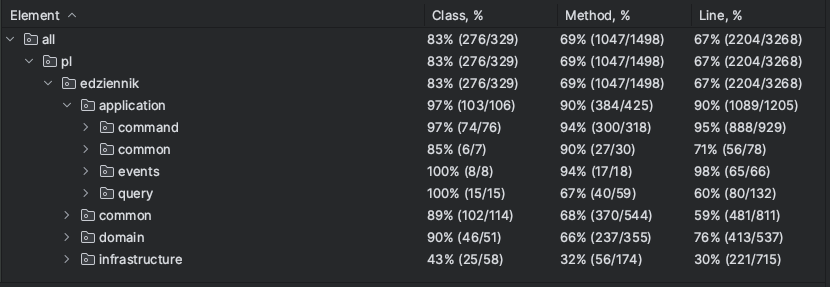 Element Class, % Method, % Line, %
all 83% (276/329) 69% (1047/1498) 67% (2204/3268)
pl 83% (276/329) 69% (1047/1498) 67% (2204/3268)
edziennik 83% (276/329) 69% (1047/1498) 67% (2204/3268)
application 97% (103/106) 90% (384/425) 90% (1089/1205)
command 97% (74/76) 94% (300/318) 95% (888/929)
common 85% (6/7) 90% (27/30) 71% (56/78)
events 100% (8/8) 94% (17/18) 98% (65/66)
query 100% (15/15) 67% (40/59) 60% (80/132)
common 89% (102/114) 68% (370/544) 59% (481/811)
domain 90% (46/51) 66% (237/355) 76% (413/537)
infrastructure 43% (25/58) 32% (56/174) 30% (221/715)